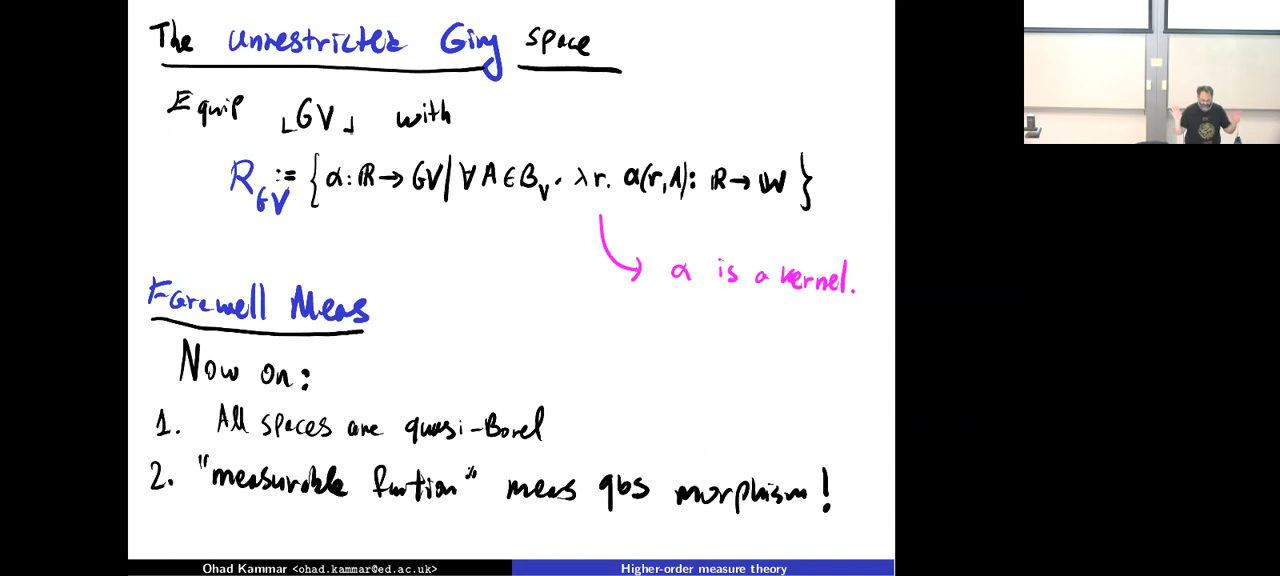 The unrestricted Giry space
Equip ⌞GV⌟ with
R_GV := { α : ℝ → GV | ∀ A ∈ B_V . λ r. α(r, A) : ℝ → 𝕎 }
α is a kernel.
Farewell Meas
Now on:
1. All spaces are quasi-Borel
2. "measurable function" means qbs morphism!
Ohad Kammar <ohad.kammar@ed.ac.uk> Higher-order measure theory